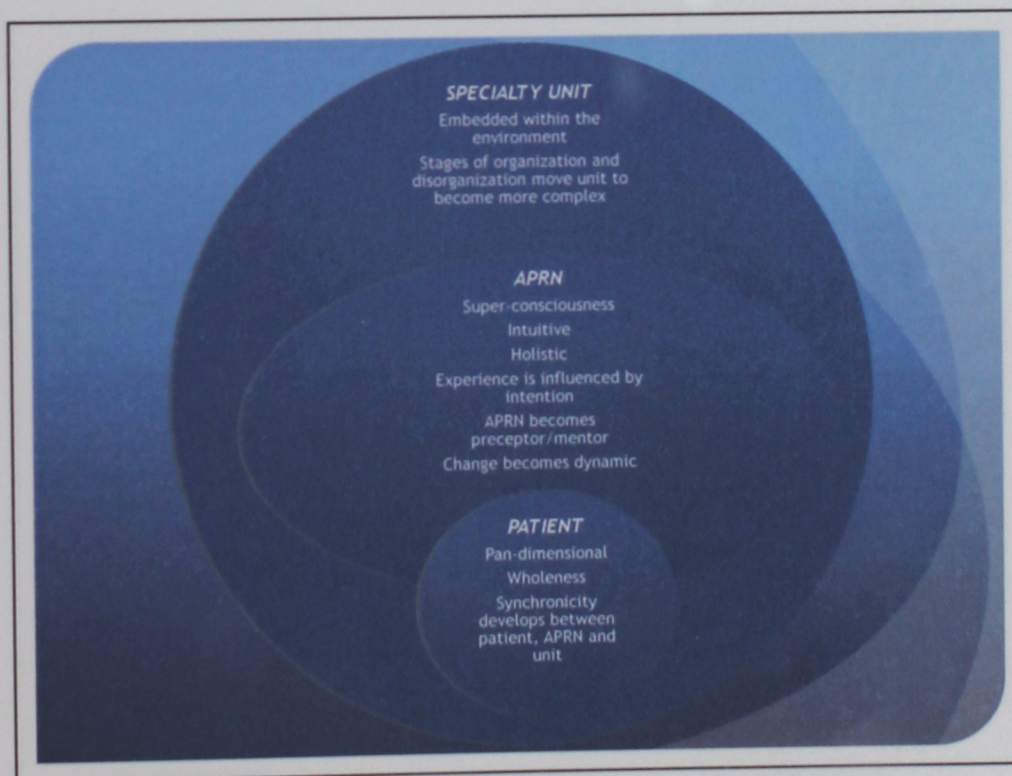 SPECIALTY UNIT
Embedded within the
environment
Stages of organization and
disorganization move unit to
become more complex
APRN
Super-consciousness
Intuitive
Holistic
Experience is influenced by
intention
APRN becomes
preceptor/mentor
Change becomes dynamic
PATIENT
Pan-dimensional
Wholeness
Synchronicity
develops between
patient, APRN and
unit